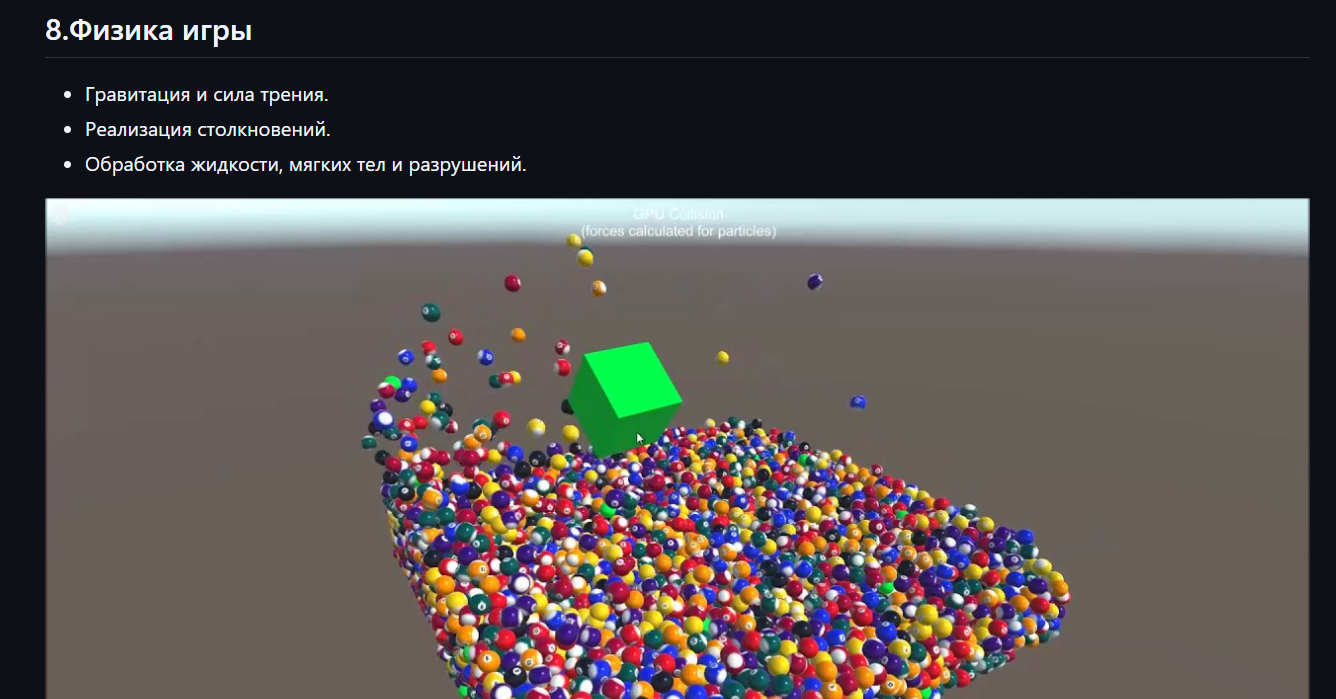 8.Физика игры
Гравитация и сила трения.
Реализация столкновений.
Обработка жидкости, мягких тел и разрушений.
GPU Collision
(forces calculated for particles)